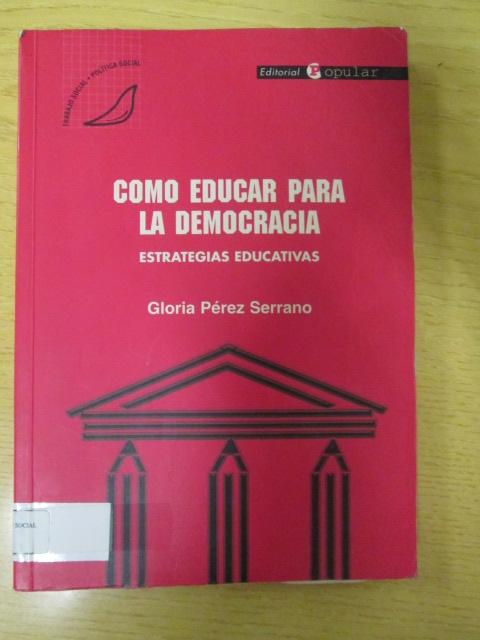 TRABAJO SOCIAL • POLÍTICA SOCIAL
Editorial Popular
COMO EDUCAR PARA
LA DEMOCRACIA
ESTRATEGIAS EDUCATIVAS
Gloria Pérez Serrano
SOCIAL